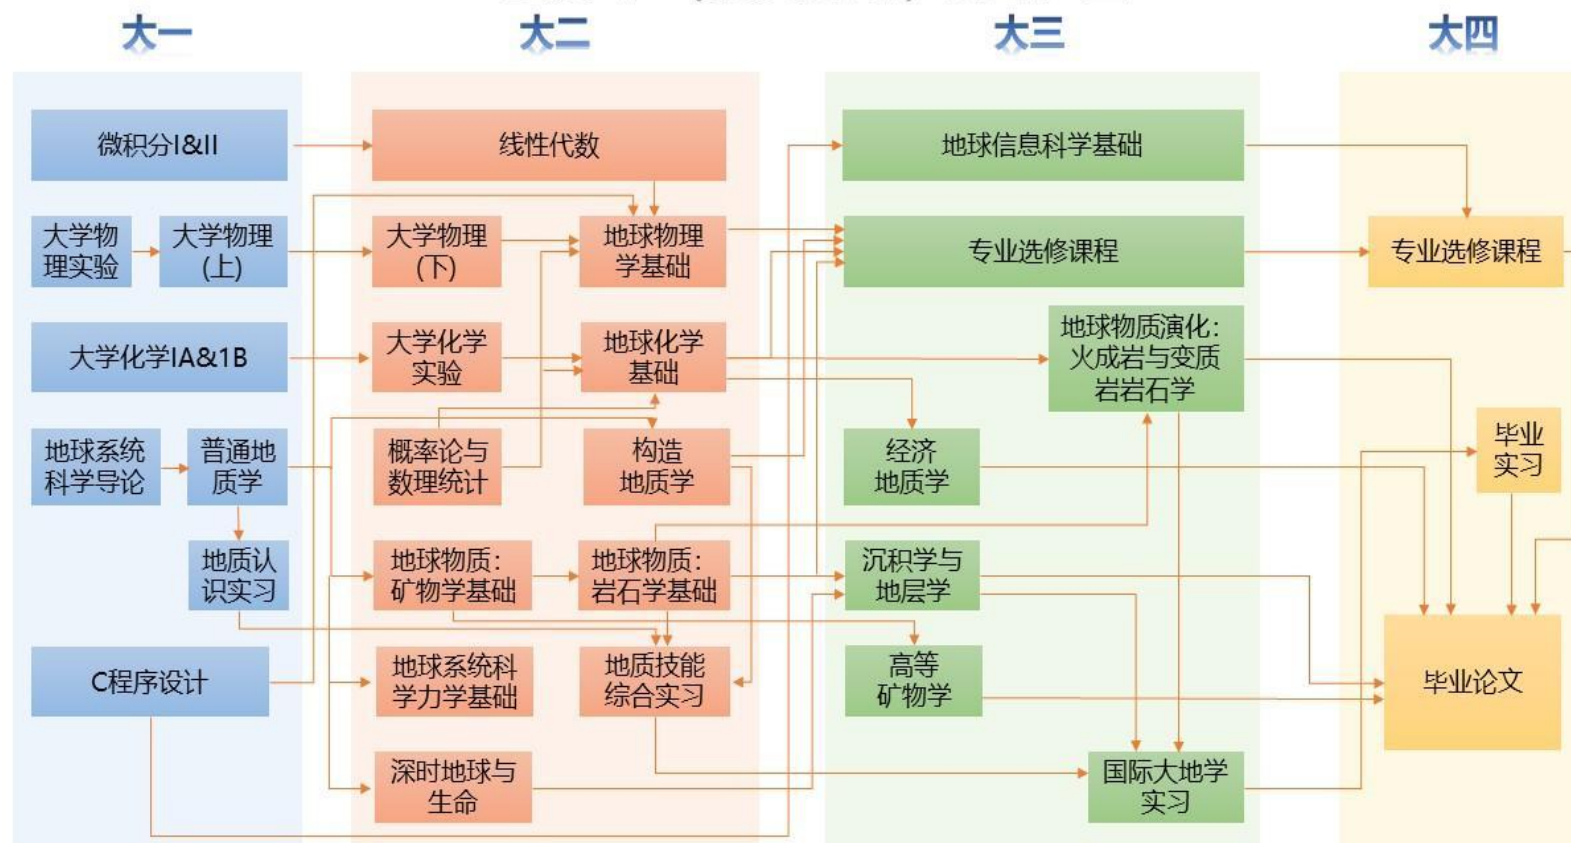 大一
大二
大三
大四
微积分I&II
线性代数
地球信息科学基础
大学物
理实验
大学物理
(上)
大学物理
(下)
地球物理
学基础
专业选修课程
专业选修课程
大学化学IA&1B
大学化学
实验
地球化学
基础
地球物质演化：
火成岩与变质
岩岩石学
地球系统
科学导论
普通地
质学
概率论与
数理统计
构造
地质学
经济
地质学
毕业
实习
地质认
识实习
地球物质：
矿物学基础
地球物质：
岩石学基础
沉积学与
地层学
C程序设计
地球系统科
学力学基础
地质技能
综合实习
高等
矿物学
毕业论文
深时地球与
生命
国际大地学
实习